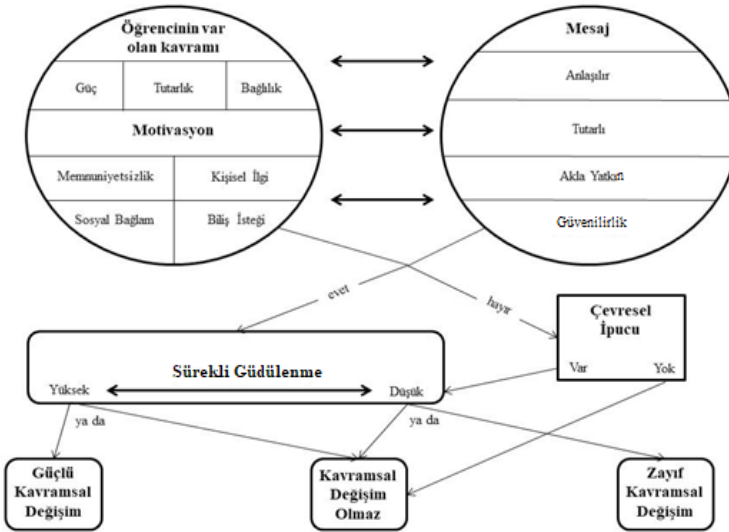 Öğrencinin var
olan kavramı
Güç
Tutarlık
Bağlılık
Motivasyon
Memnuniyetsizlik
Kişisel İlgi
Sosyal Bağlam
Biliş İsteği
Mesaj
Anlaşılır
Tutarlı
Akla Yatkın
Güvenilirlik
evet
hayır
Çevresel
İpucu
Var
Yok
Sürekli Güdülenme
Yüksek
Düşük
ya da
ya da
Güçlü
Kavramsal
Değişim
Kavramsal
Değişim
Olmaz
Zayıf
Kavramsal
Değişim